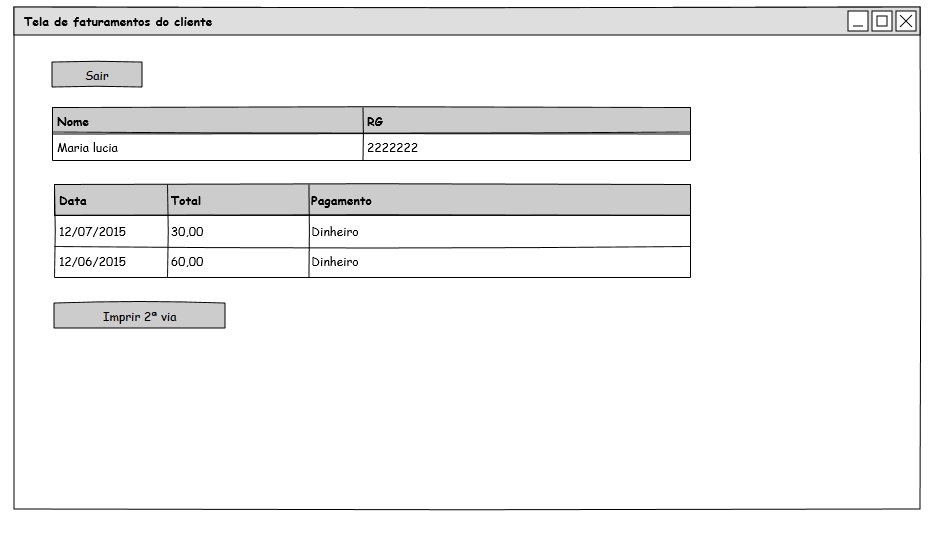 Tela de faturamentos do cliente
Sair
Nome RG
Maria lucia 2222222
Data Total Pagamento
12/07/2015 30,00 Dinheiro
12/06/2015 60,00 Dinheiro
Imprir 2ª via